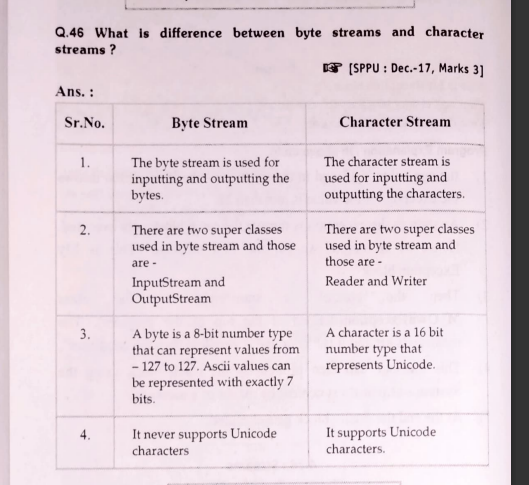 Q.46 What is difference between byte streams and character
streams ?
☞ [SPPU : Dec.-17, Marks 3]
Ans. :
Sr.No. Byte Stream Character Stream
1. The byte stream is used for The character stream is
inputting and outputting the used for inputting and
bytes. outputting the characters.
2. There are two super classes There are two super classes
used in byte stream and those used in byte stream and
are - those are -
InputStream and Reader and Writer
OutputStream
3. A byte is a 8-bit number type A character is a 16 bit
that can represent values from number type that
– 127 to 127. Ascii values can represents Unicode.
be represented with exactly 7
bits.
4. It never supports Unicode It supports Unicode
characters characters.